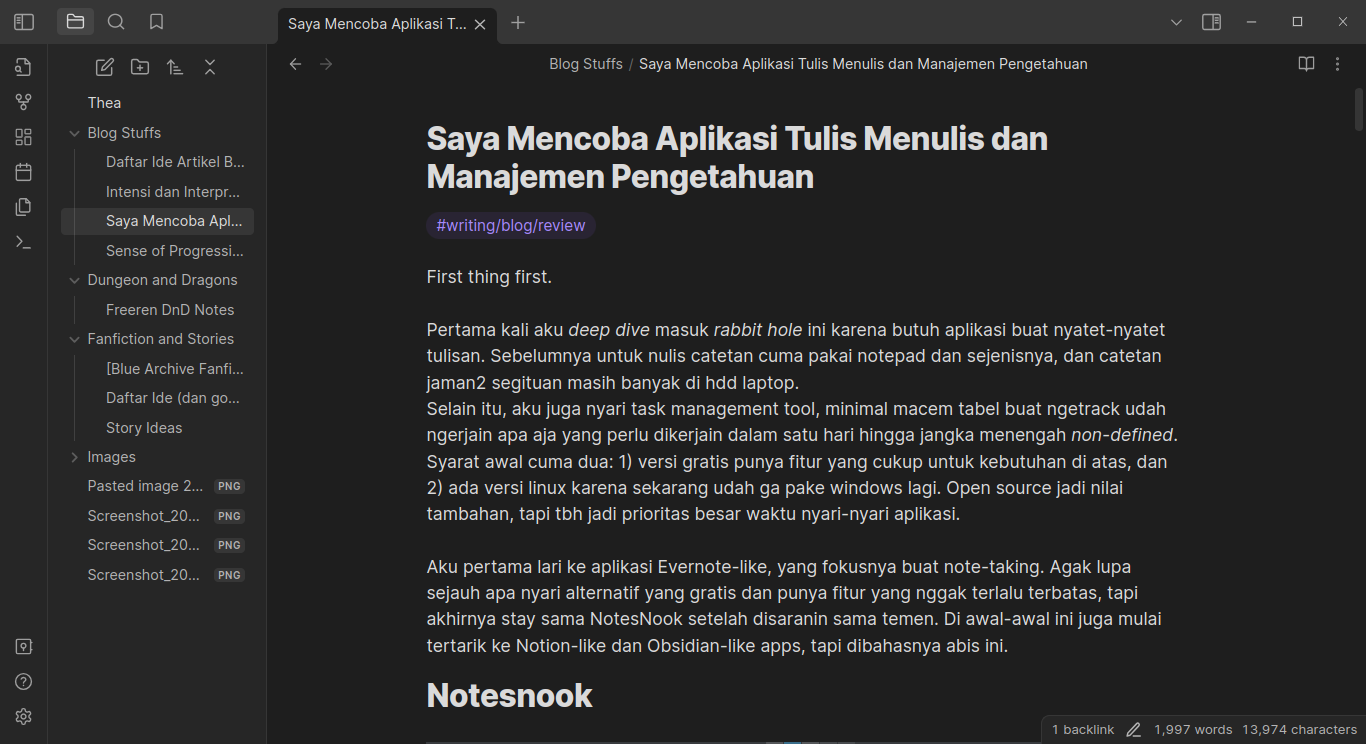 Saya Mencoba Aplikasi T...
Thea
Blog Stuffs
Daftar Ide Artikel B...
Intensi dan Interpr...
Saya Mencoba Apl...
Sense of Progressi...
Dungeon and Dragons
Freeren DnD Notes
Fanfiction and Stories
[Blue Archive Fanfi...
Daftar Ide (dan go...
Story Ideas
Images
Pasted image 2... PNG
Screenshot_20... PNG
Screenshot_20... PNG
Screenshot_20... PNG
Blog Stuffs / Saya Mencoba Aplikasi Tulis Menulis dan Manajemen Pengetahuan
Saya Mencoba Aplikasi Tulis Menulis dan
Manajemen Pengetahuan
#writing/blog/review
First thing first.
Pertama kali aku deep dive masuk rabbit hole ini karena butuh aplikasi buat nyatet-nyatet
tulisan. Sebelumnya untuk nulis catetan cuma pakai notepad dan sejenisnya, dan catetan
jaman2 segituan masih banyak di hdd laptop.
Selain itu, aku juga nyari task management tool, minimal macem tabel buat ngetrack udah
ngerjain apa aja yang perlu dikerjain dalam satu hari hingga jangka menengah non-defined.
Syarat awal cuma dua: 1) versi gratis punya fitur yang cukup untuk kebutuhan di atas, dan
2) ada versi linux karena sekarang udah ga pake windows lagi. Open source jadi nilai
tambahan, tapi tbh jadi prioritas besar waktu nyari-nyari aplikasi.
Aku pertama lari ke aplikasi Evernote-like, yang fokusnya buat note-taking. Agak lupa
sejauh apa nyari alternatif yang gratis dan punya fitur yang nggak terlalu terbatas, tapi
akhirnya stay sama NotesNook setelah disaranin sama temen. Di awal-awal ini juga mulai
tertarik ke Notion-like dan Obsidian-like apps, tapi dibahasnya abis ini.
Notesnook
1 backlink 1,997 words 13,974 characters